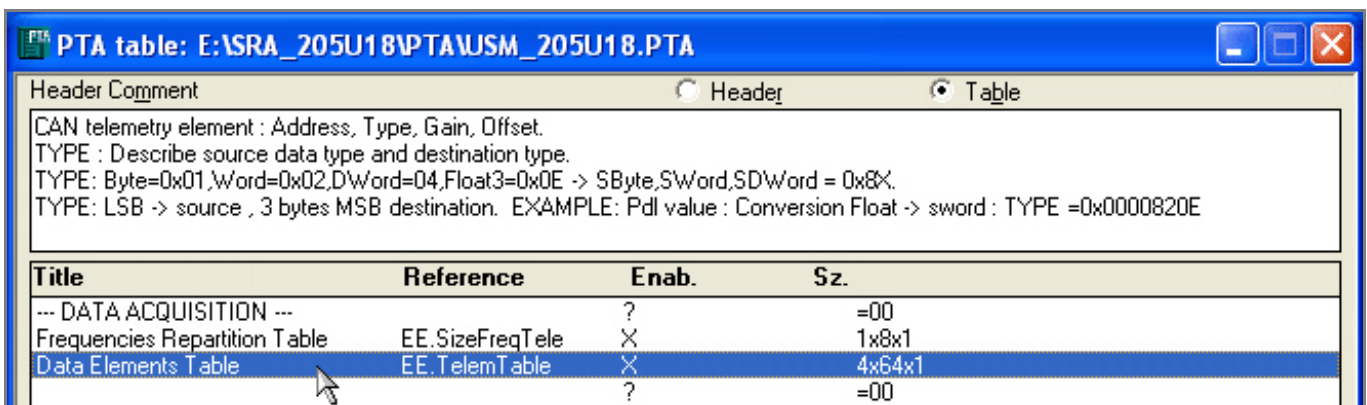 PTA table: E:\SRA_205U18\PTA\USM_205U18.PTA
Header Comment Header Table
CAN telemetry element : Address, Type, Gain, Offset.
TYPE : Describe source data type and destination type.
TYPE: Byte=0x01,Word=0x02,DWord=04,Float3=0x0E -> SByte,SWord,SDWord = 0x8X.
TYPE: LSB -> source , 3 bytes MSB destination. EXAMPLE: Pdl value : Conversion Float -> sword : TYPE =0x0000820E
Title Reference Enab. Sz.
--- DATA ACQUISITION --- ? =00
Frequencies Repartition Table EE.SizeFreqTele X 1x8x1
Data Elements Table EE.TelemTable X 4x64x1
? =00